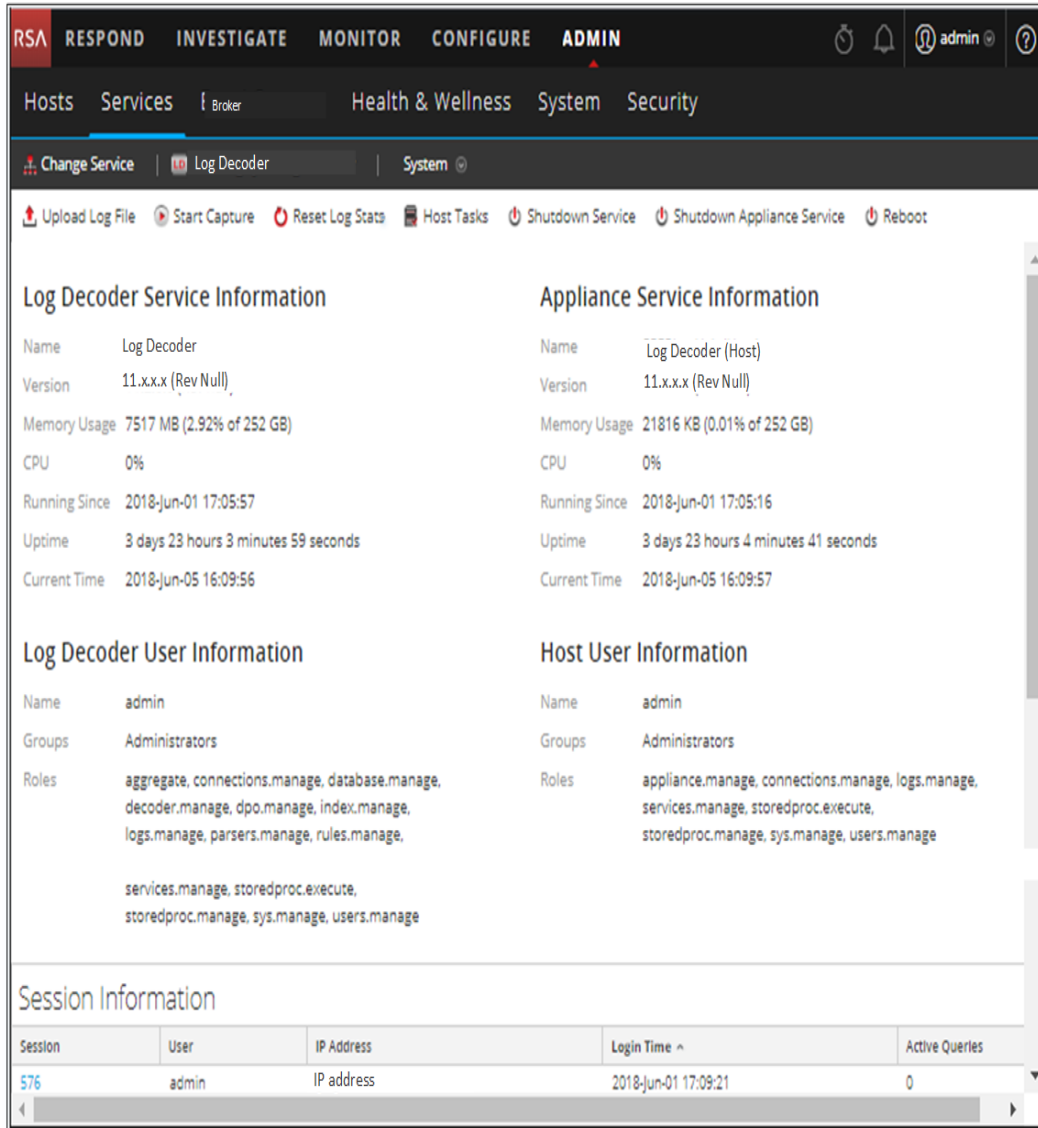 RSA RESPOND INVESTIGATE MONITOR CONFIGURE ADMIN admin ?
Hosts Services Broker Health & Wellness System Security
Change Service LD Log Decoder System
Upload Log File Start Capture Reset Log Stats Host Tasks Shutdown Service Shutdown Appliance Service Reboot
Log Decoder Service Information
Name Log Decoder
Version 11.x.x.x (Rev Null)
Memory Usage 7517 MB (2.92% of 252 GB)
CPU 0%
Running Since 2018-Jun-01 17:05:57
Uptime 3 days 23 hours 3 minutes 59 seconds
Current Time 2018-Jun-05 16:09:56
Appliance Service Information
Name Log Decoder (Host)
Version 11.x.x.x (Rev Null)
Memory Usage 21816 KB (0.01% of 252 GB)
CPU 0%
Running Since 2018-Jun-01 17:05:16
Uptime 3 days 23 hours 4 minutes 41 seconds
Current Time 2018-Jun-05 16:09:57
Log Decoder User Information
Name admin
Groups Administrators
Roles aggregate, connections.manage, database.manage,
decoder.manage, dpo.manage, index.manage,
logs.manage, parsers.manage, rules.manage,
services.manage, storedproc.execute,
storedproc.manage, sys.manage, users.manage
Host User Information
Name admin
Groups Administrators
Roles appliance.manage, connections.manage, logs.manage,
services.manage, storedproc.execute,
storedproc.manage, sys.manage, users.manage
Session Information
Session User IP Address Login Time Active Queries
576 admin IP address 2018-Jun-01 17:09:21 0